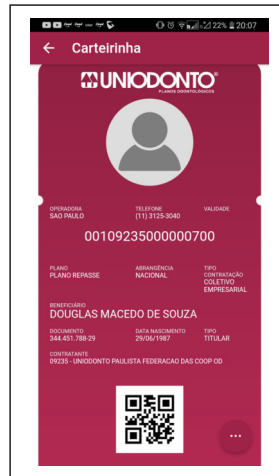 22% 20:07
Carteirinha
UNIODONTO®
PLANOS ODONTOLÓGICOS
OPERADORA TELEFONE VALIDADE
SAO PAULO (11) 3125-3040
00109235000000700
PLANO ABRANGÊNCIA TIPO
PLANO REPASSE NACIONAL CONTRATAÇÃO
COLETIVO
EMPRESARIAL
BENEFICIÁRIO
DOUGLAS MACEDO DE SOUZA
DOCUMENTO DATA NASCIMENTO TIPO
344.451.788-29 29/06/1987 TITULAR
CONTRATANTE
09235 - UNIODONTO PAULISTA FEDERACAO DAS COOP OD